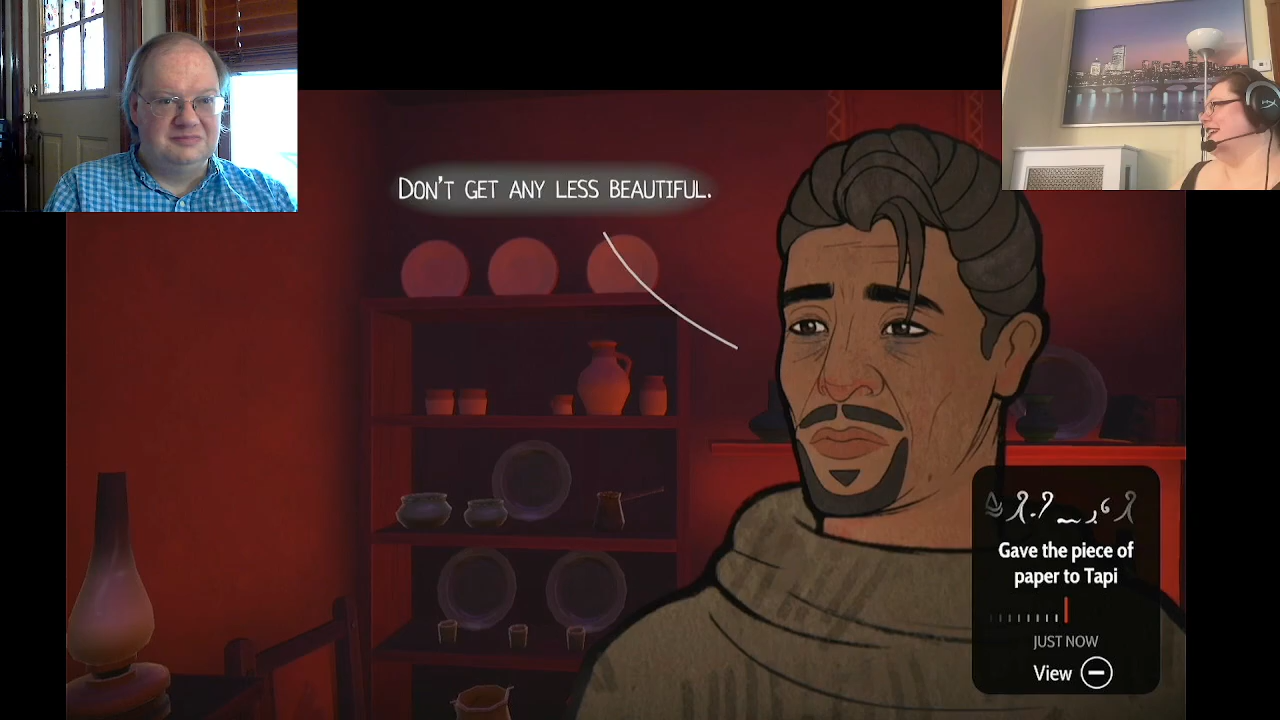 DON'T GET ANY LESS BEAUTIFUL.
Gave the piece of
paper to Tapi
JUST NOW
View